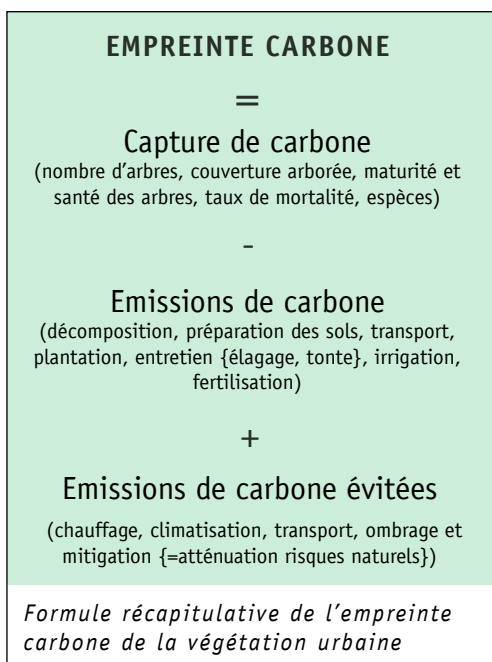 EMPREINTE CARBONE
=
Capture de carbone
(nombre d'arbres, couverture arborée, maturité et
santé des arbres, taux de mortalité, espèces)
-
Emissions de carbone
(décomposition, préparation des sols, transport,
plantation, entretien {élagage, tonte}, irrigation,
fertilisation)
+
Emissions de carbone évitées
(chauffage, climatisation, transport, ombrage et
mitigation {=atténuation risques naturels})
Formule récapitulative de l'empreinte
carbone de la végétation urbaine